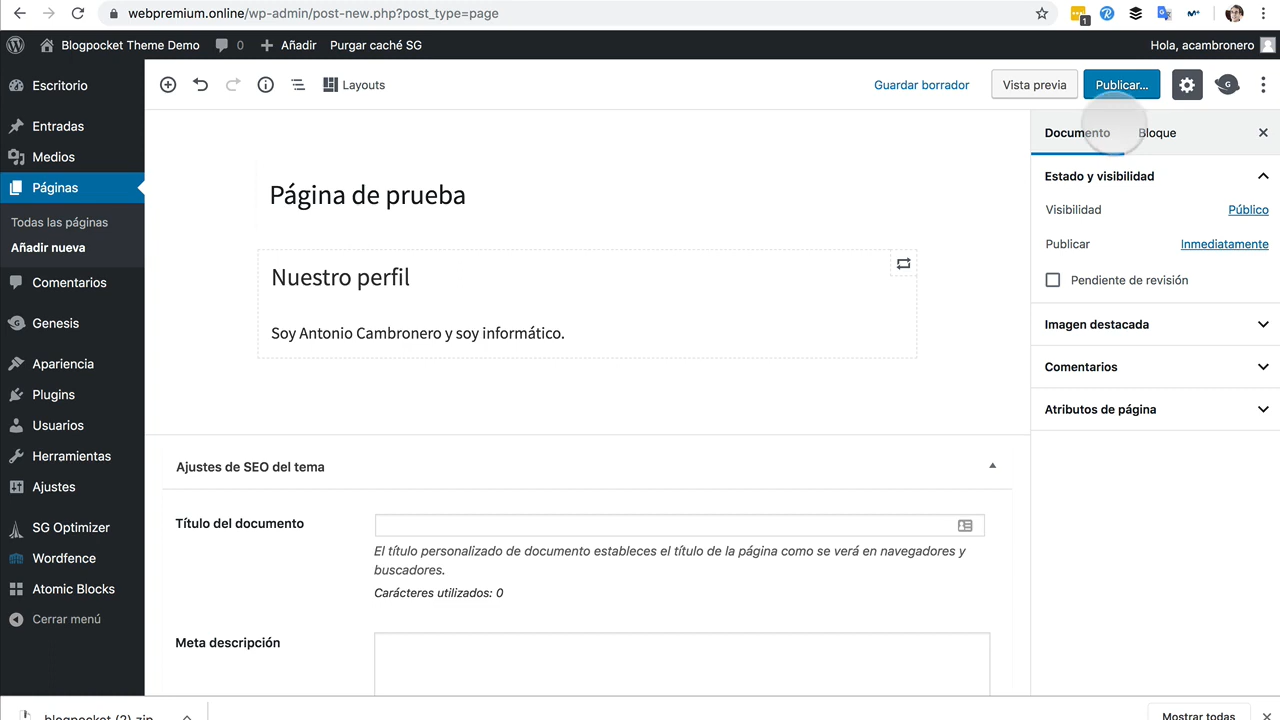 webpremium.online/wp-admin/post-new.php?post_type=page
1
Blogpocket Theme Demo
0
Añadir
Purgar caché SG
Hola, acambronero
Escritorio
Entradas
Medios
Páginas
Todas las páginas
Añadir nueva
Comentarios
Genesis
Apariencia
Plugins
Usuarios
Herramientas
Ajustes
SG Optimizer
Wordfence
Atomic Blocks
Cerrar menú
Layouts
Guardar borrador
Vista previa
Publicar...
G
Página de prueba
Nuestro perfil
Soy Antonio Cambronero y soy informático.
Ajustes de SEO del tema
Título del documento
El título personalizado de documento estableces el título de la página como se verá en navegadores y
buscadores.
Carácteres utilizados: 0
Meta descripción
Documento
Bloque
Estado y visibilidad
Visibilidad
Público
Publicar
Inmediatamente
Pendiente de revisión
Imagen destacada
Comentarios
Atributos de página
blogpocket (2).zip
Mostrar todas